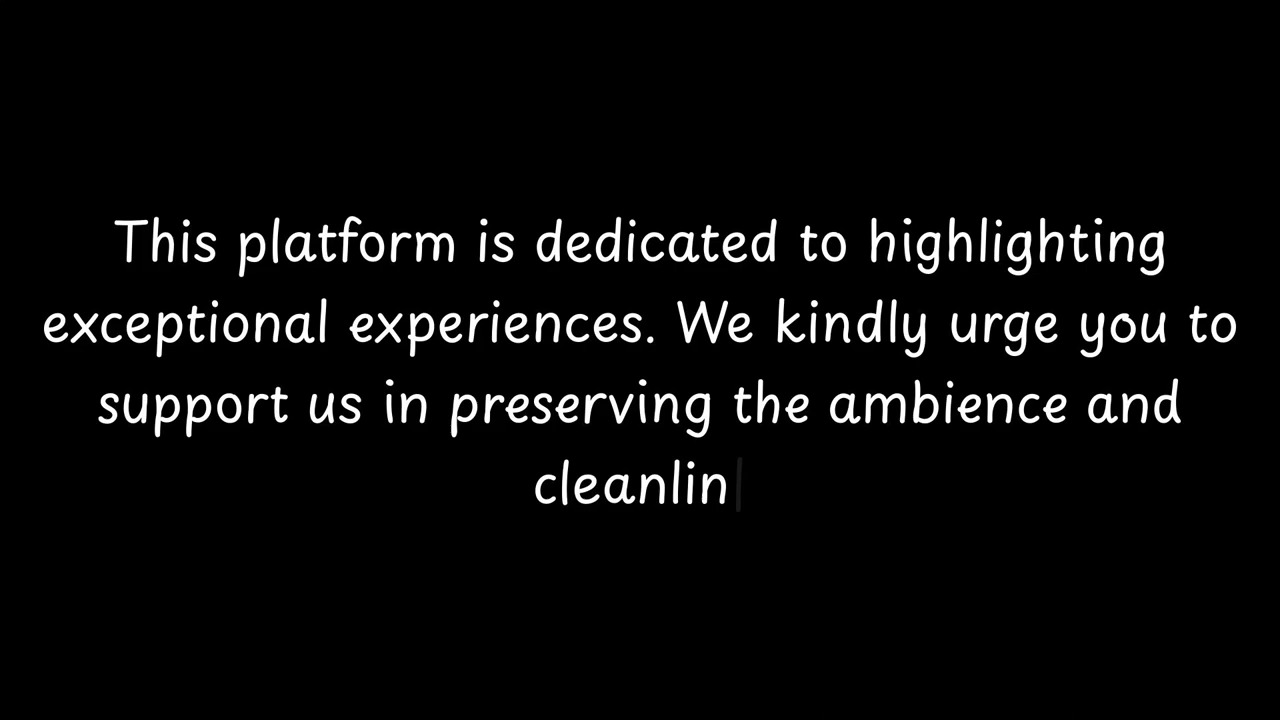 This platform is dedicated to highlighting
exceptional experiences. We kindly urge you to
support us in preserving the ambience and
cleanlin